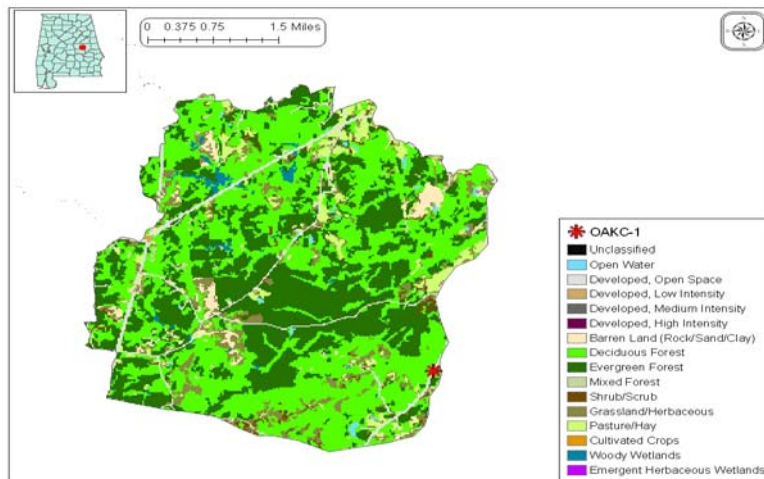 0 0.375 0.75 1.5 Miles
OAKC-1
Unclassified
Open Water
Developed, Open Space
Developed, Low Intensity
Developed, Medium Intensity
Developed, High Intensity
Barren Land (Rock/Sand/Clay)
Deciduous Forest
Evergreen Forest
Mixed Forest
Shrub/Scrub
Grassland/Herbaceous
Pasture/Hay
Cultivated Crops
Woody Wetlands
Emergent Herbaceous Wetlands